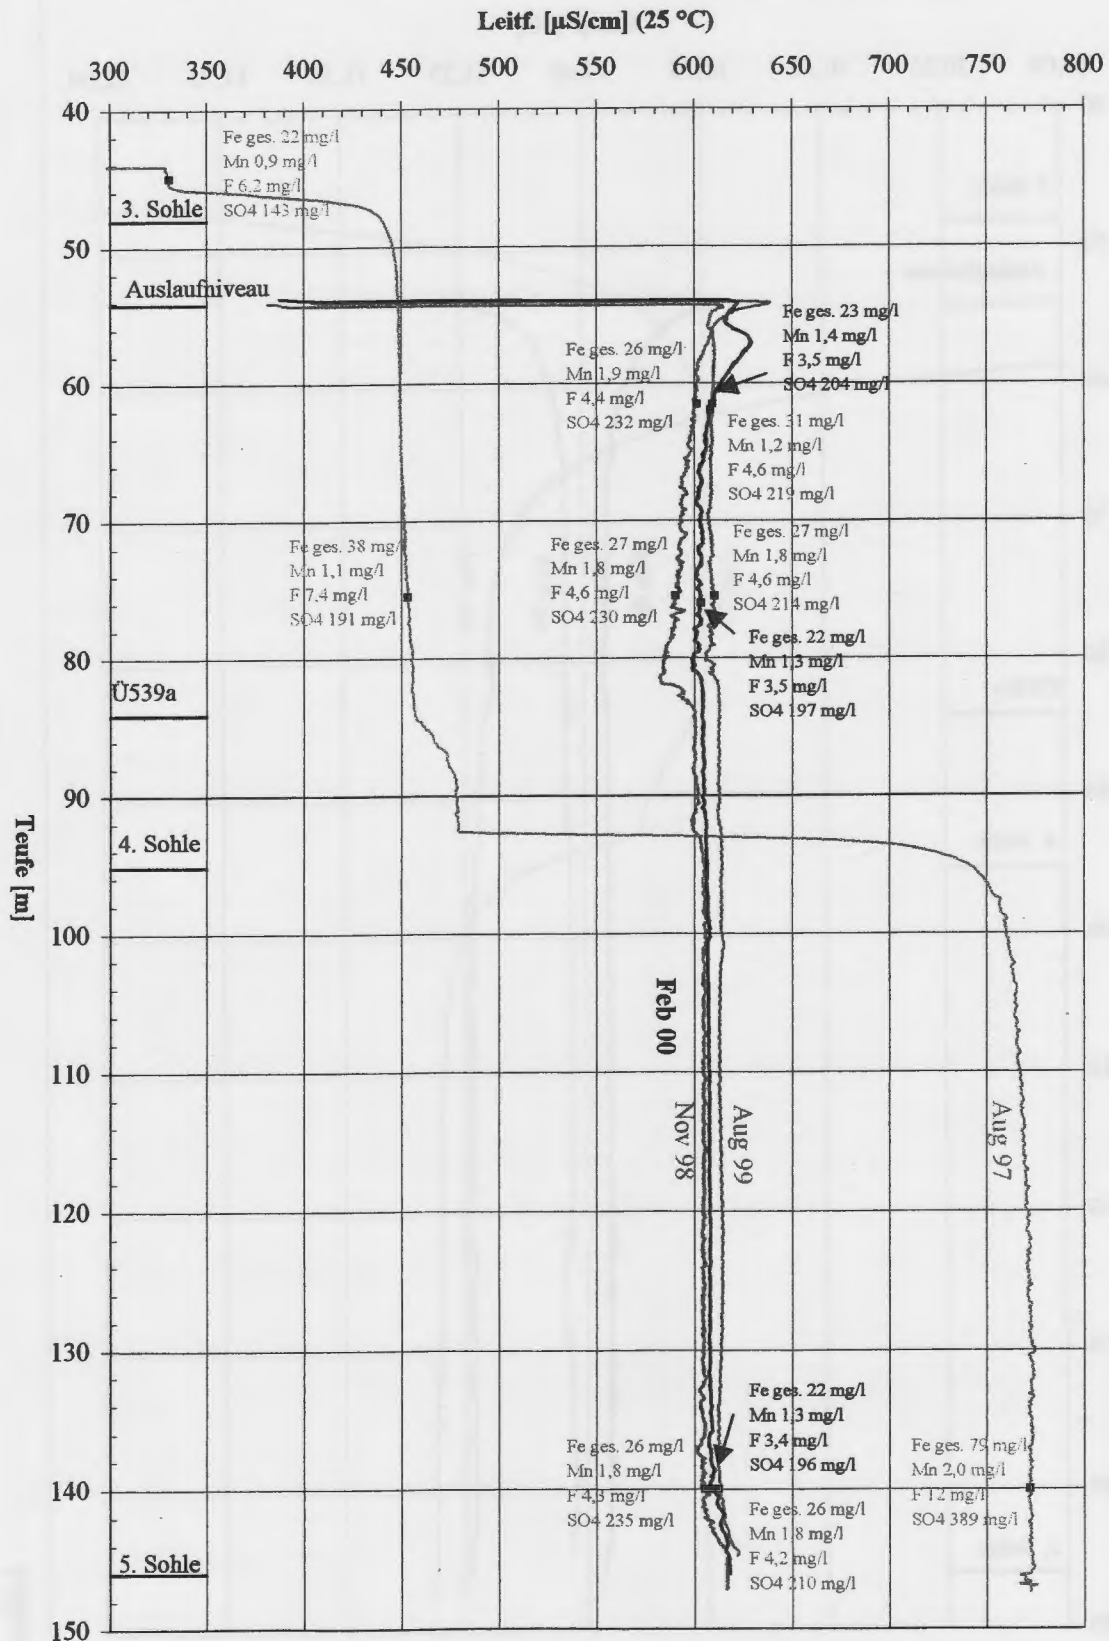 Leitf. [µS/cm] (25 °C)
300 350 400 450 500 550 600 650 700 750 800
40
Fe ges. 22 mg/l
Mn 0,9 mg/l
F 6,2 mg/l
SO4 143 mg/l
3. Sohle
50
Auslaufniveau
Fe ges. 23 mg/l
Mn 1,4 mg/l
F 3,5 mg/l
SO4 204 mg/l
Fe ges. 26 mg/l
Mn 1,9 mg/l
F 4,4 mg/l
SO4 232 mg/l
60
Fe ges. 31 mg/l
Mn 1,2 mg/l
F 4,6 mg/l
SO4 219 mg/l
70
Fe ges. 38 mg/l
Mn 1,1 mg/l
F 7,4 mg/l
SO4 191 mg/l
Fe ges. 27 mg/l
Mn 1,8 mg/l
F 4,6 mg/l
SO4 230 mg/l
Fe ges. 27 mg/l
Mn 1,8 mg/l
F 4,6 mg/l
SO4 214 mg/l
80
Fe ges. 22 mg/l
Mn 1,3 mg/l
F 3,5 mg/l
SO4 197 mg/l
Ü539a
90
4. Sohle
Teufe [m]
100
Feb 00
110
Nov 98
Aug 99
Aug 97
120
130
Fe ges. 22 mg/l
Mn 1,3 mg/l
F 3,4 mg/l
SO4 196 mg/l
Fe ges. 26 mg/l
Mn 1,8 mg/l
F 4,3 mg/l
SO4 235 mg/l
Fe ges. 79 mg/l
Mn 2,0 mg/l
F 12 mg/l
SO4 389 mg/l
140
Fe ges. 26 mg/l
Mn 1,8 mg/l
F 4,2 mg/l
SO4 210 mg/l
5. Sohle
150